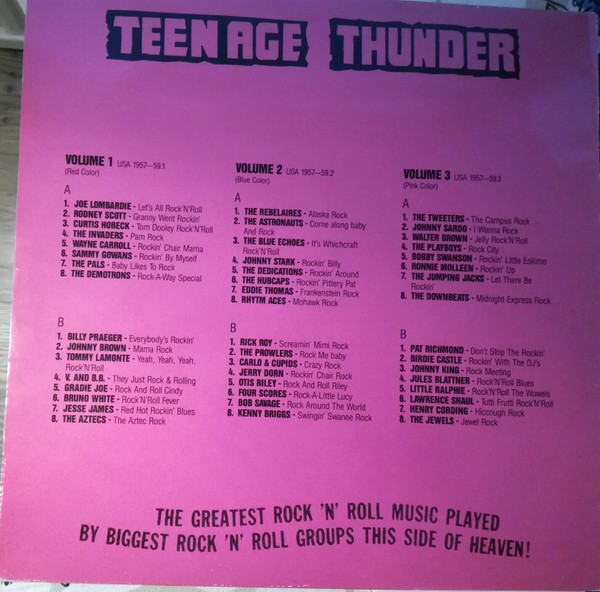 TEENAGE THUNDER
VOLUME 1 USA 1957—59.1
(Red Color)
A
1. JOE LOMBARDIE - Let's All Rock'N'Roll
2. RODNEY SCOTT - Granny Went Rockin'
3. CURTIS HOBECK - Tom Dooley Rock'N'Roll
4. THE INVADERS - Pam Rock
5. WAYNE CARROLL - Rockin' Chair Mama
6. SAMMY GOWANS - Rockin' By Myself
7. THE PALS - Baby Likes To Rock
8. THE DEMOTRONS - Rock-A-Way Special
B
1. BILLY PRAEGER - Everybody's Rockin'
2. JOHNNY BROWN - Mama Rock
3. TOMMY LAMONTE - Yeah, Yeah, Yeah,
Rock'N'Roll
4. V. AND B.B. - They Just Rock & Rolling
5. GRADIE JOE - Rock And Roll Cindy
6. BRUNO WHITE - Rock'N'Roll Fever
7. JESSE JAMES - Red Hot Rockin' Blues
8. THE AZTECS - The Aztec Rock
VOLUME 2 USA 1957—59.2
(Blue Color)
A
1. THE REBELAIRES - Alaska Rock
2. THE ASTRONAUTS - Come along baby
And Rock
3. THE BLUE ECHOES - It's Whichcraft
Rock'N'Roll
4. JOHNNY STARK - Rockin' Billy
5. THE DEDICATIONS - Rockin' Around
6. THE HUBCAPS - Rockin' Pittery Pat
7. EDDIE THOMAS - Frankenstein Rock
8. RHYTM ACES - Mohawk Rock
B
1. RICK ROY - Screamin' Mimi Rock
2. THE PROWLERS - Rock Me baby
3. CARLO & CUPIDS - Crazy Rock
4. JERRY DORN - Rockin' Chair Rock
5. OTIS RILEY - Rock And Roll Riley
6. FOUR SCORES - Rock-A-Little Lucy
7. BOB SAVAGE - Rock Around The World
8. KENNY BRIGGS - Swingin' Swanee Rock
VOLUME 3 USA 1957—59.3
(Pink Color)
A
1. THE TWEETERS - The Campus Rock
2. JOHNNY SARDO - I Wanna Rock
3. WALTER BROWN - Jelly Rock'N'Roll
4. THE PLAYBOYS - Rock City
5. BOBBY SWANSON - Rockin' Little Eskimo
6. RONNIE MOLLEEN - Rockin' Up
7. THE JUMPING JACKS - Let There Be
Rockin'
8. THE DOWNBEATS - Midnight Express Rock
B
1. PAT RICHMOND - Don't Stop The Rockin'
2. BIRDIE CASTLE - Rockin' With The DJ's
3. JOHNNY KING - Rock Meeting
4. JULES BLATTNER - Rock'N'Roll Blues
5. LITTLE RALPHIE - Rock'N'Roll The Wowels
6. LAWRENCE SHAUL - Tutti Frutti Rock'N'Roll
7. HENRY CORDING - Hiccough Rock
8. THE JEWELS - Jewel Rock
THE GREATEST ROCK 'N' ROLL MUSIC PLAYED
BY BIGGEST ROCK 'N' ROLL GROUPS THIS SIDE OF HEAVEN!